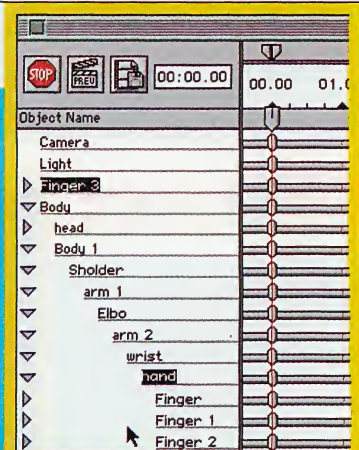 STOP
PREV
00:00.00
00.00 01.0
Object Name
Camera
Light
Finger 3
Body
head
Body 1
Sholder
arm 1
Elbo
arm 2
wrist
hand
Finger
Finger 1
Finger 2